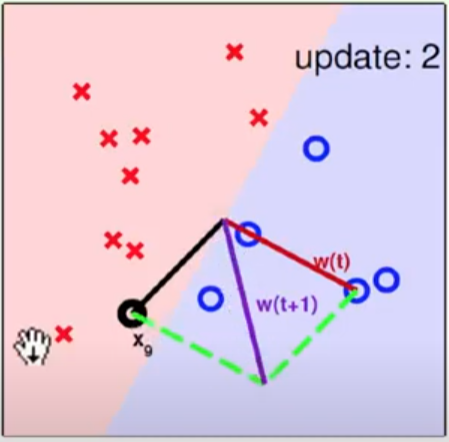 update: 2
w(t)
w(t+1)
x9